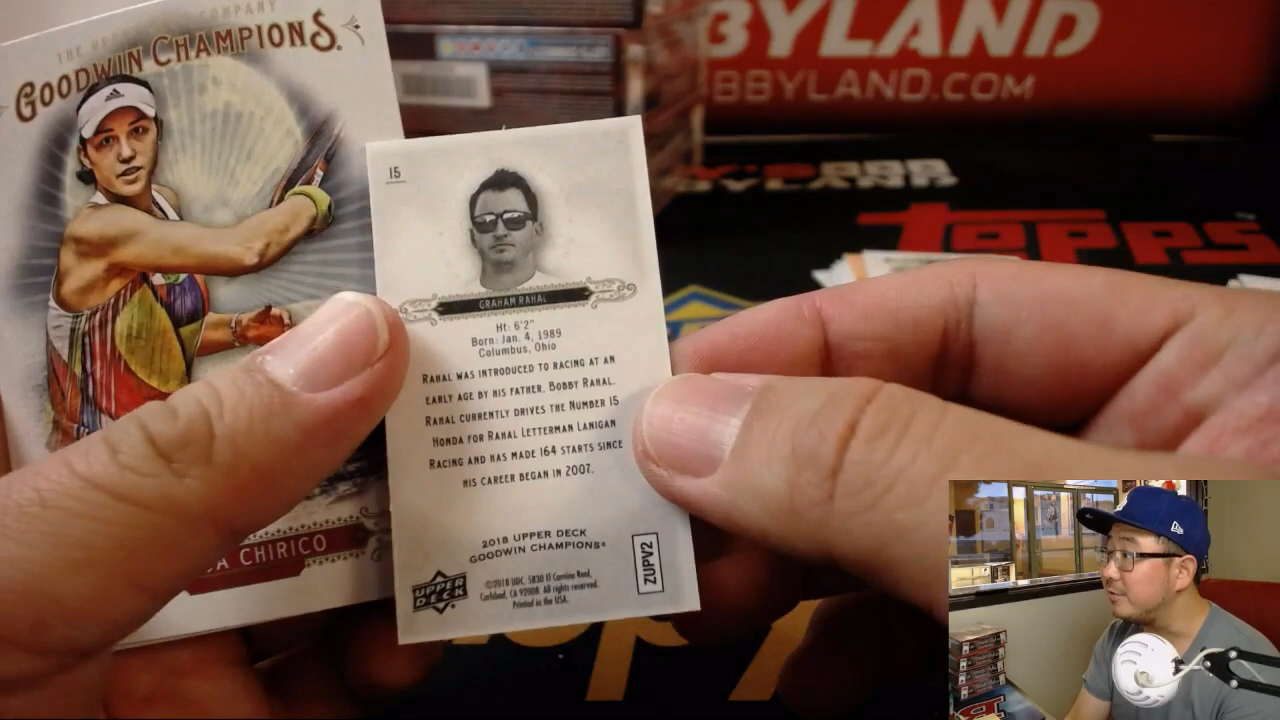 THE UPPER COMPANY
GOODWIN CHAMPIONS
A CHIRICO
15
GRAHAM RAHAL
Ht: 6'2"
Born: Jan. 4, 1989
Columbus, Ohio
RAHAL WAS INTRODUCED TO RACING AT AN
EARLY AGE BY HIS FATHER, BOBBY RAHAL.
RAHAL CURRENTLY DRIVES THE NUMBER 15
HONDA FOR RAHAL LETTERMAN LANIGAN
RACING AND HAS MADE 164 STARTS SINCE
HIS CAREER BEGAN IN 2007.
2018 UPPER DECK
GOODWIN CHAMPIONS®
UPPER
DECK
©2018 UDC. 5830 El Camino Real,
Carlsbad, CA 92008. All rights reserved.
Printed in the USA.
ZUPV2
BYLAND
BBYLAND.COM
BYLAND
Topps